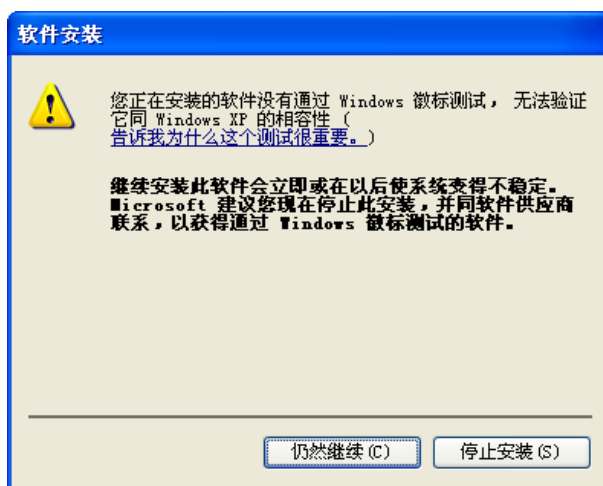 软件安装
您正在安装的软件没有通过 Windows 徽标测试， 无法验证
它同 Windows XP 的相容性 (
告诉我为什么这个测试很重要。)
继续安装此软件会立即或在以后使系统变得不稳定。
Microsoft 建议您现在停止此安装，并同软件供应商
联系，以获得通过 Windows 徽标测试的软件。
仍然继续(C)
停止安装(S)